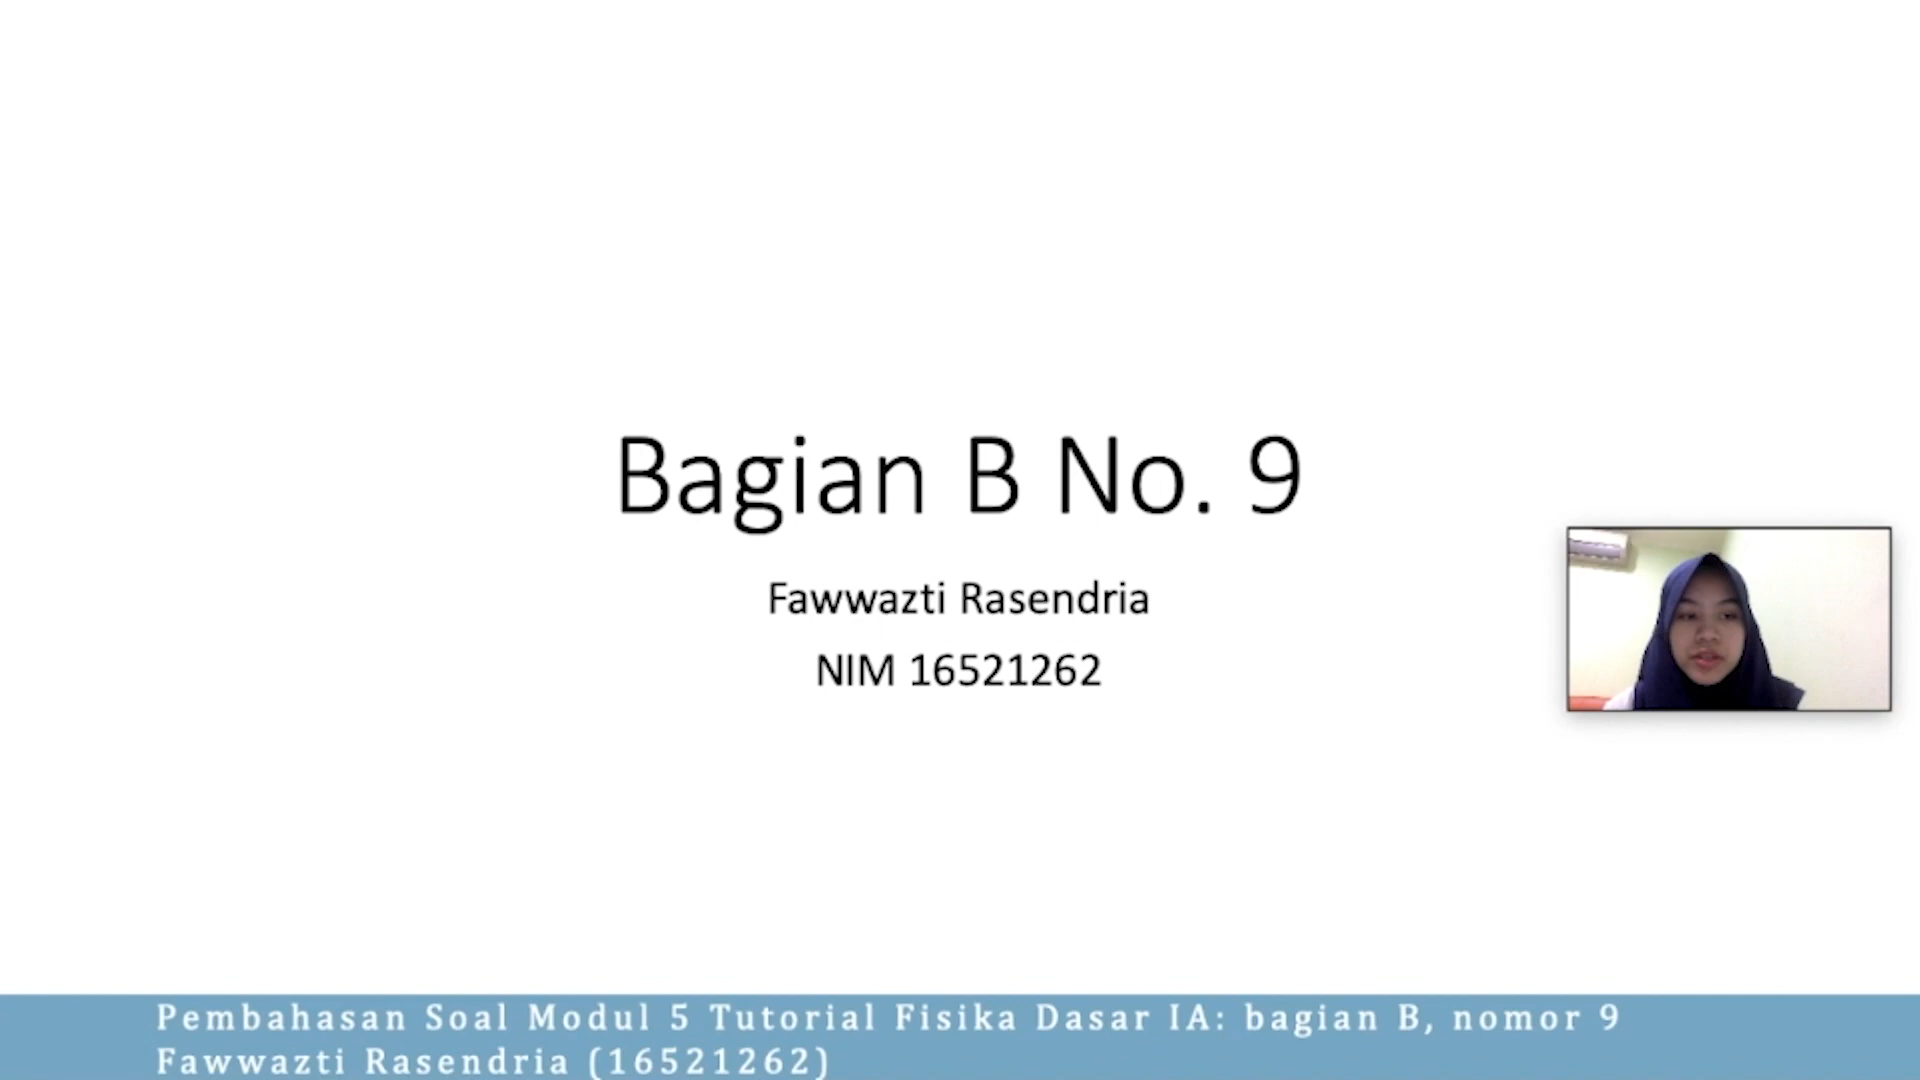 Bagian B No. 9
Fawwazti Rasendria
NIM 16521262
Pembahasan Soal Modul 5 Tutorial Fisika Dasar IA: bagian B, nomor 9
Fawwazti Rasendria (16521262)